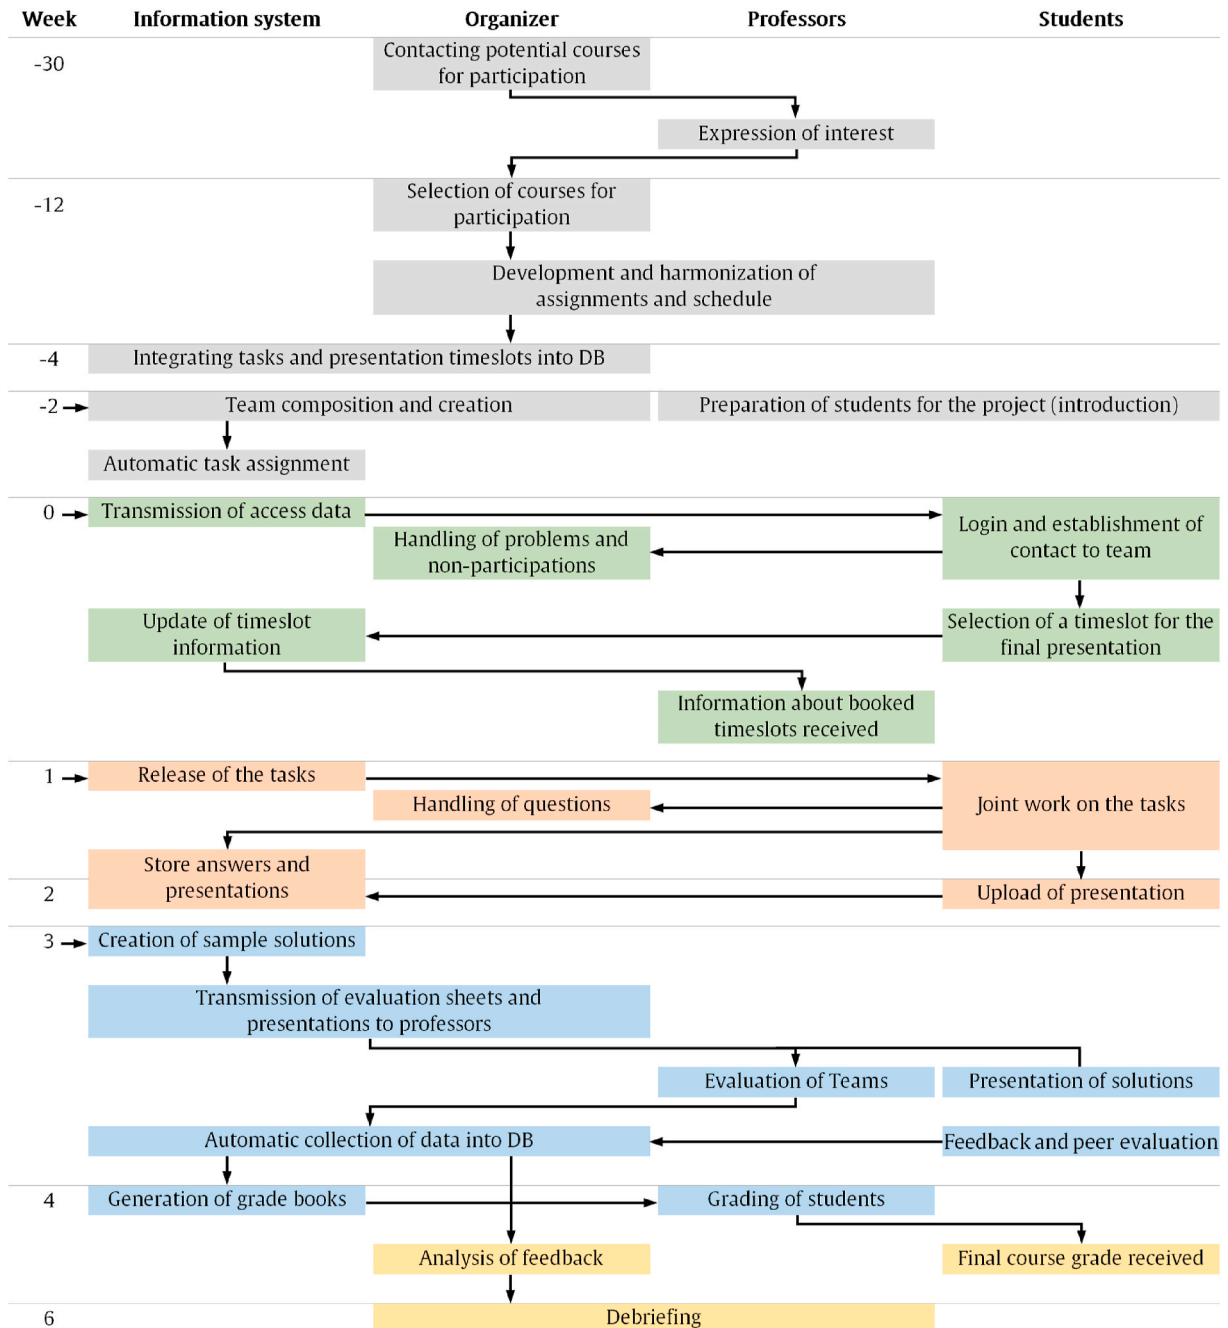 Week Information system Organizer Professors Students
-30
Contacting potential courses
for participation
Expression of interest
-12
Selection of courses for
participation
Development and harmonization of
assignments and schedule
-4
Integrating tasks and presentation timeslots into DB
-2
Team composition and creation
Preparation of students for the project (introduction)
Automatic task assignment
0
Transmission of access data
Login and establishment of
contact to team
Handling of problems and
non-participations
Update of timeslot
information
Selection of a timeslot for the
final presentation
Information about booked
timeslots received
1
Release of the tasks
Handling of questions
Joint work on the tasks
Store answers and
presentations
2
Upload of presentation
3
Creation of sample solutions
Transmission of evaluation sheets and
presentations to professors
Evaluation of Teams
Presentation of solutions
Automatic collection of data into DB
Feedback and peer evaluation
4
Generation of grade books
Grading of students
Analysis of feedback
Final course grade received
6
Debriefing